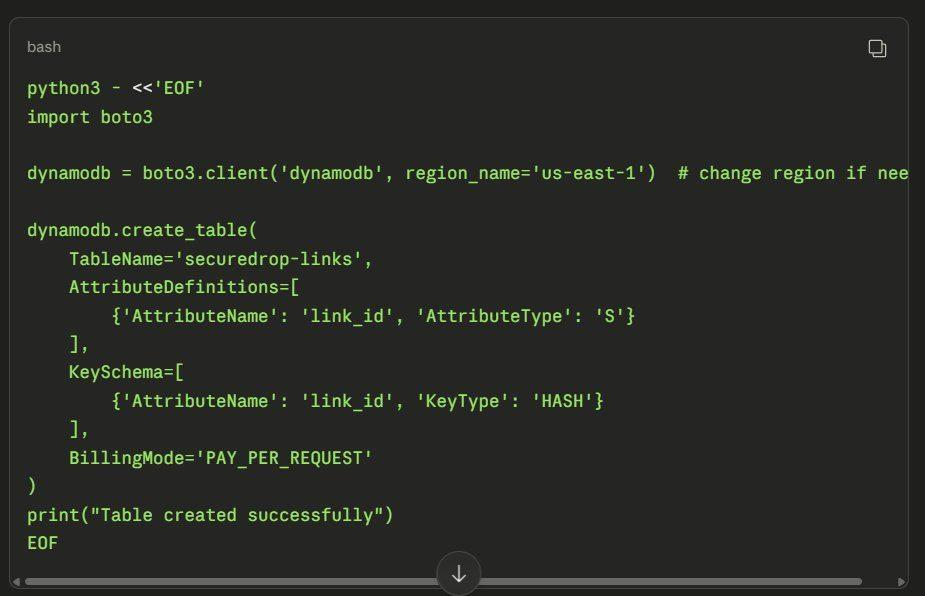 bash
python3 - <<'EOF'
import boto3
dynamodb = boto3.client('dynamodb', region_name='us-east-1')  # change region if nee
dynamodb.create_table(
    TableName='securedrop-links',
    AttributeDefinitions=[
        {'AttributeName': 'link_id', 'AttributeType': 'S'}
    ],
    KeySchema=[
        {'AttributeName': 'link_id', 'KeyType': 'HASH'}
    ],
    BillingMode='PAY_PER_REQUEST'
)
print("Table created successfully")
EOF